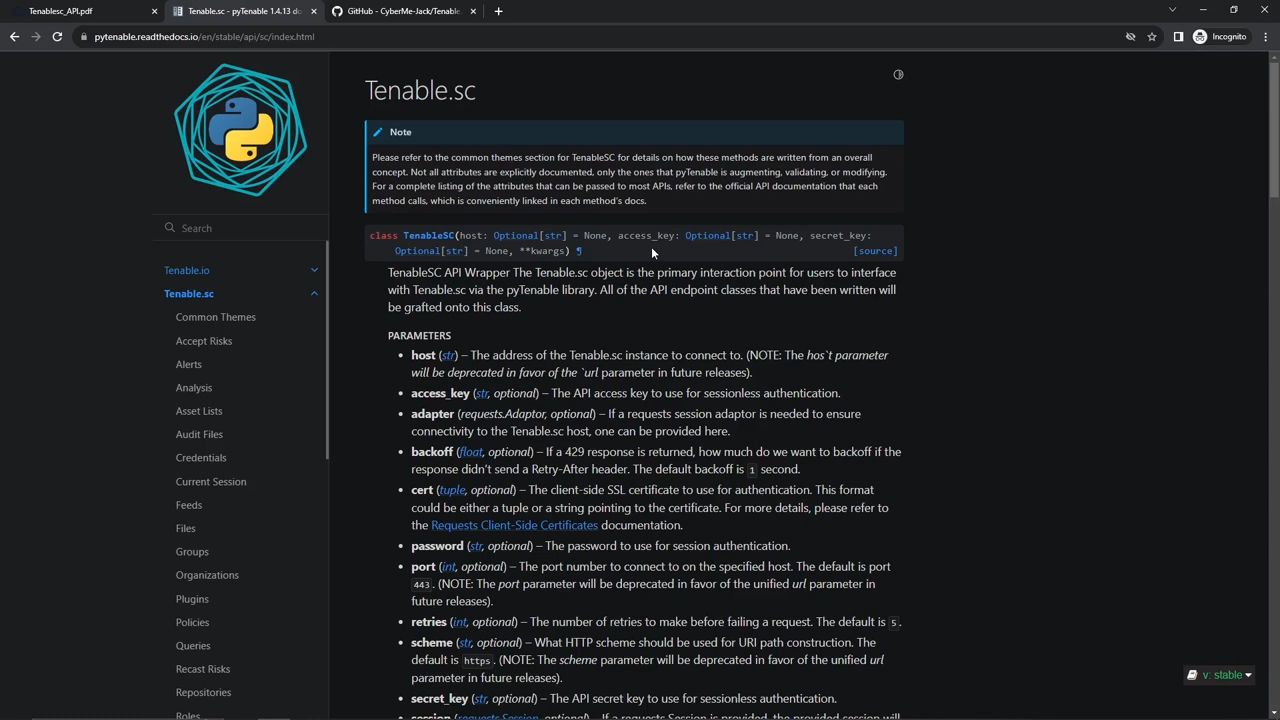 Tenablesc_API.pdf
Tenable.sc - pyTenable 1.4.13 do
GitHub - CyberMe-Jack/Tenable
pytenable.readthedocs.io/en/stable/api/sc/index.html
Incognito
Search
Tenable.io
Tenable.sc
Common Themes
Accept Risks
Alerts
Analysis
Asset Lists
Audit Files
Credentials
Current Session
Feeds
Files
Groups
Organizations
Plugins
Policies
Queries
Recast Risks
Repositories
Roles
Tenable.sc
Note
Please refer to the common themes section for TenableSC for details on how these methods are written from an overall
concept. Not all attributes are explicitly documented, only the ones that pyTenable is augmenting, validating, or modifying.
For a complete listing of the attributes that can be passed to most APIs, refer to the official API documentation that each
method calls, which is conveniently linked in each method's docs.
class TenableSC(host: Optional[str] = None, access_key: Optional[str] = None, secret_key:
Optional[str] = None, **kwargs) ¶ [source]
TenableSC API Wrapper The Tenable.sc object is the primary interaction point for users to interface
with Tenable.sc via the pyTenable library. All of the API endpoint classes that have been written will
be grafted onto this class.
PARAMETERS
• host (str) – The address of the Tenable.sc instance to connect to. (NOTE: The hos`t parameter
will be deprecated in favor of the `url parameter in future releases).
• access_key (str, optional) – The API access key to use for sessionless authentication.
• adapter (requests.Adaptor, optional) – If a requests session adaptor is needed to ensure
connectivity to the Tenable.sc host, one can be provided here.
• backoff (float, optional) – If a 429 response is returned, how much do we want to backoff if the
response didn't send a Retry-After header. The default backoff is 1 second.
• cert (tuple, optional) – The client-side SSL certificate to use for authentication. This format
could be either a tuple or a string pointing to the certificate. For more details, please refer to
the Requests Client-Side Certificates documentation.
• password (str, optional) – The password to use for session authentication.
• port (int, optional) – The port number to connect to on the specified host. The default is port
443. (NOTE: The port parameter will be deprecated in favor of the unified url parameter in
future releases).
• retries (int, optional) – The number of retries to make before failing a request. The default is 5.
• scheme (str, optional) – What HTTP scheme should be used for URI path construction. The
default is https. (NOTE: The scheme parameter will be deprecated in favor of the unified url
parameter in future releases).
• secret_key (str, optional) – The API secret key to use for sessionless authentication.
• session (requests.Session, optional) – If a requests Session is provided, the provided session will
v: stable